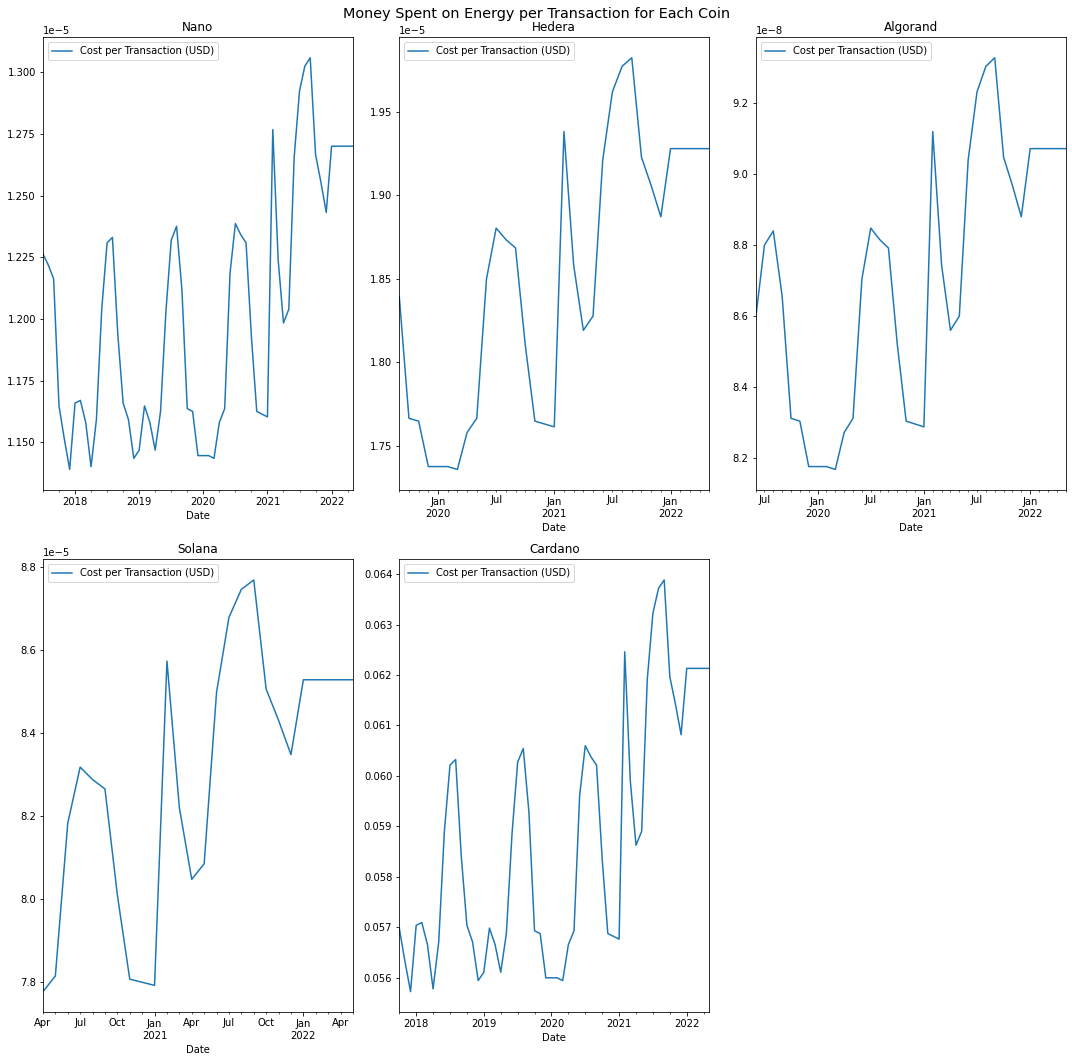 Money Spent on Energy per Transaction for Each Coin
Nano
1e−5
Cost per Transaction (USD)
1.300
1.275
1.250
1.225
1.200
1.175
1.150
2018 2019 2020 2021 2022
Date
Hedera
1e−5
Cost per Transaction (USD)
1.95
1.90
1.85
1.80
1.75
Jan Jul Jan Jul Jan
2020 2021 2022
Date
Algorand
1e−8
Cost per Transaction (USD)
9.2
9.0
8.8
8.6
8.4
8.2
Jul Jan Jul Jan Jul Jan
2020 2021 2022
Date
Solana
1e−5
Cost per Transaction (USD)
8.8
8.6
8.4
8.2
8.0
7.8
Apr Jul Oct Jan Apr Jul Oct Jan Apr
2021 2022
Date
Cardano
Cost per Transaction (USD)
0.064
0.063
0.062
0.061
0.060
0.059
0.058
0.057
0.056
2018 2019 2020 2021 2022
Date